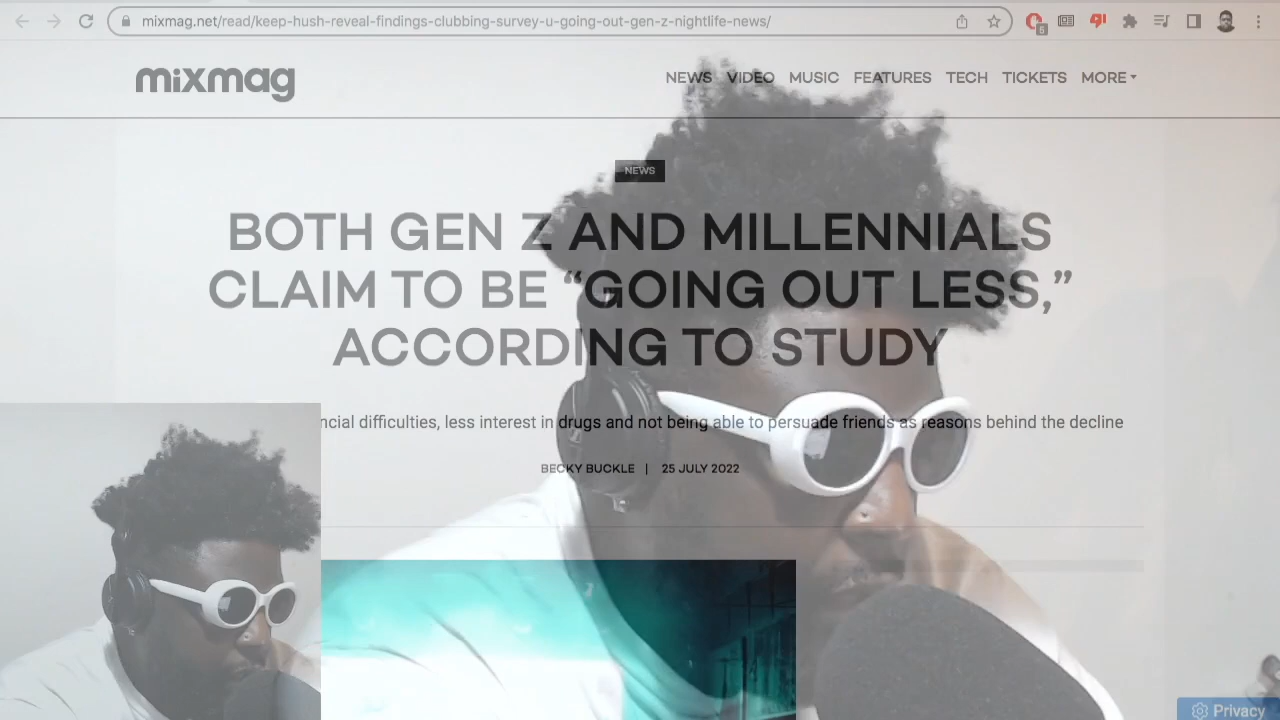 mixmag.net/read/keep-hush-reveal-findings-clubbing-survey-u-going-out-gen-z-nightlife-news/
5
mixmag
NEWS VIDEO MUSIC FEATURES TECH TICKETS MORE
NEWS
BOTH GEN Z AND MILLENNIALS
CLAIM TO BE “GOING OUT LESS,”
ACCORDING TO STUDY
ncial difficulties, less interest in drugs and not being able to persuade friends as reasons behind the decline
BECKY BUCKLE | 25 JULY 2022
Privacy